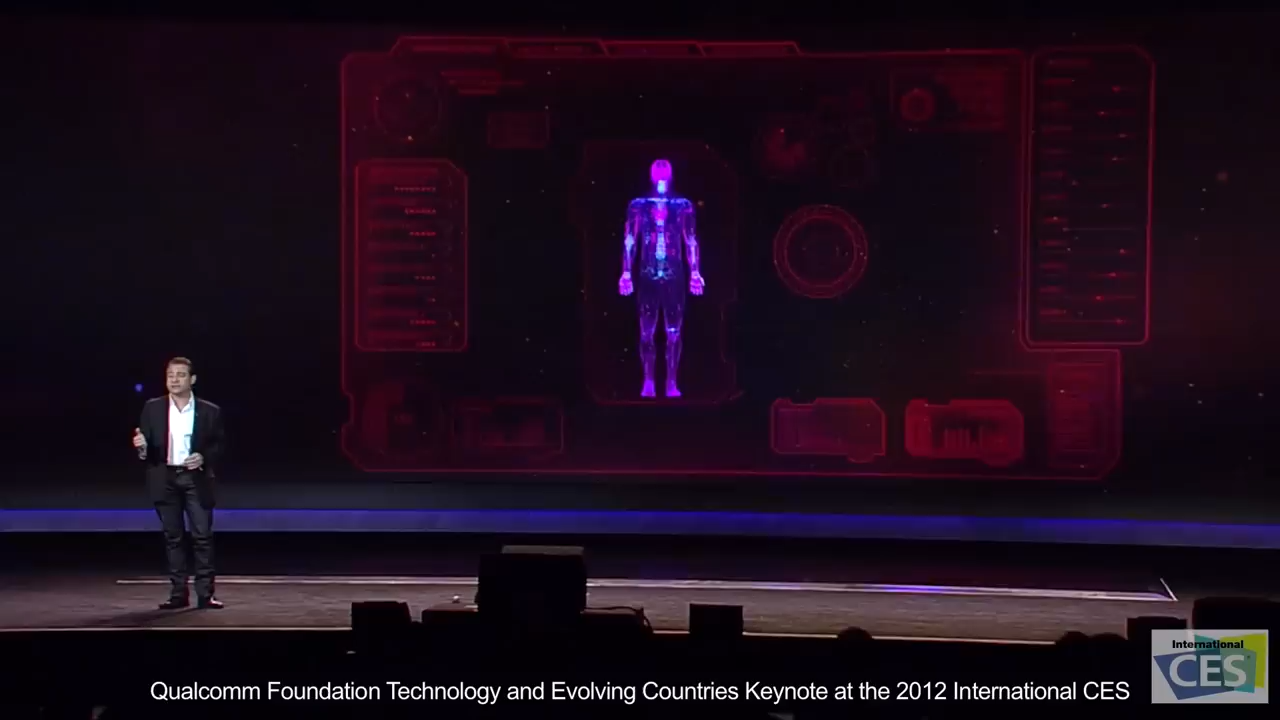 International
CES
Qualcomm Foundation Technology and Evolving Countries Keynote at the 2012 International CES